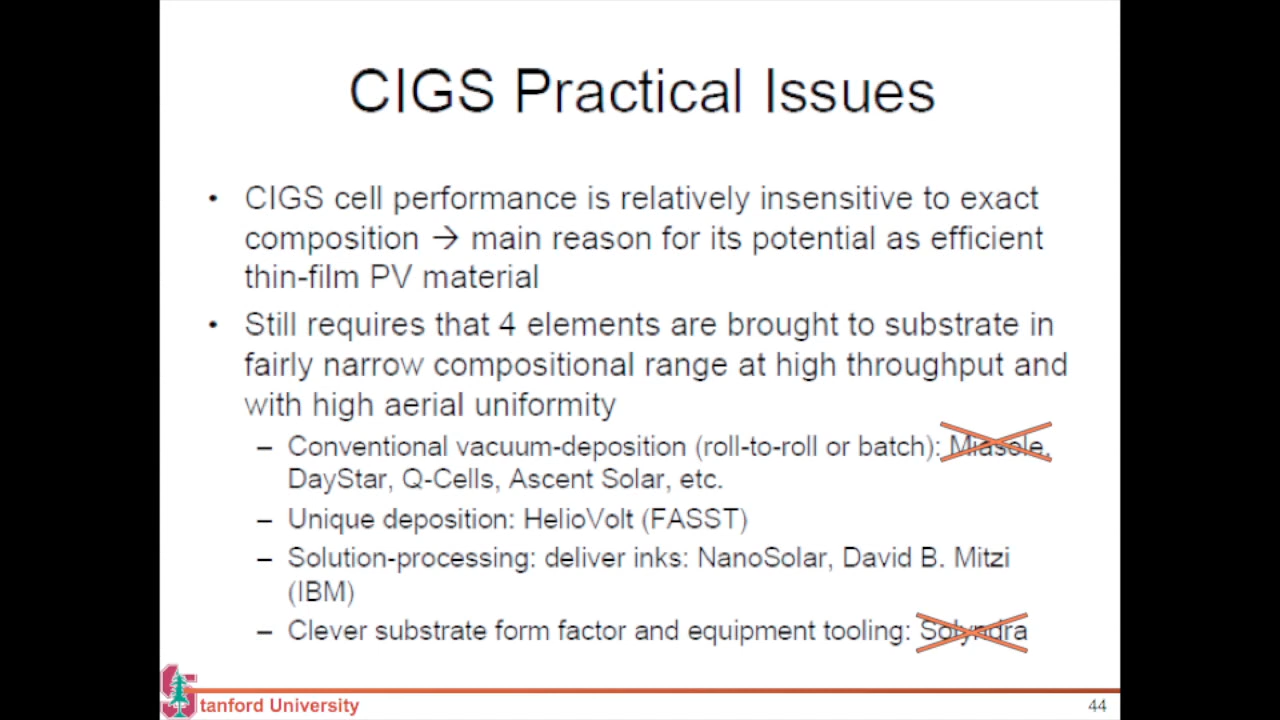 CIGS Practical Issues
• CIGS cell performance is relatively insensitive to exact
composition → main reason for its potential as efficient
thin-film PV material
• Still requires that 4 elements are brought to substrate in
fairly narrow compositional range at high throughput and
with high aerial uniformity
– Conventional vacuum-deposition (roll-to-roll or batch): Miasole,
DayStar, Q-Cells, Ascent Solar, etc.
– Unique deposition: HelioVolt (FASST)
– Solution-processing: deliver inks: NanoSolar, David B. Mitzi
(IBM)
– Clever substrate form factor and equipment tooling: Solyndra
Stanford University
44